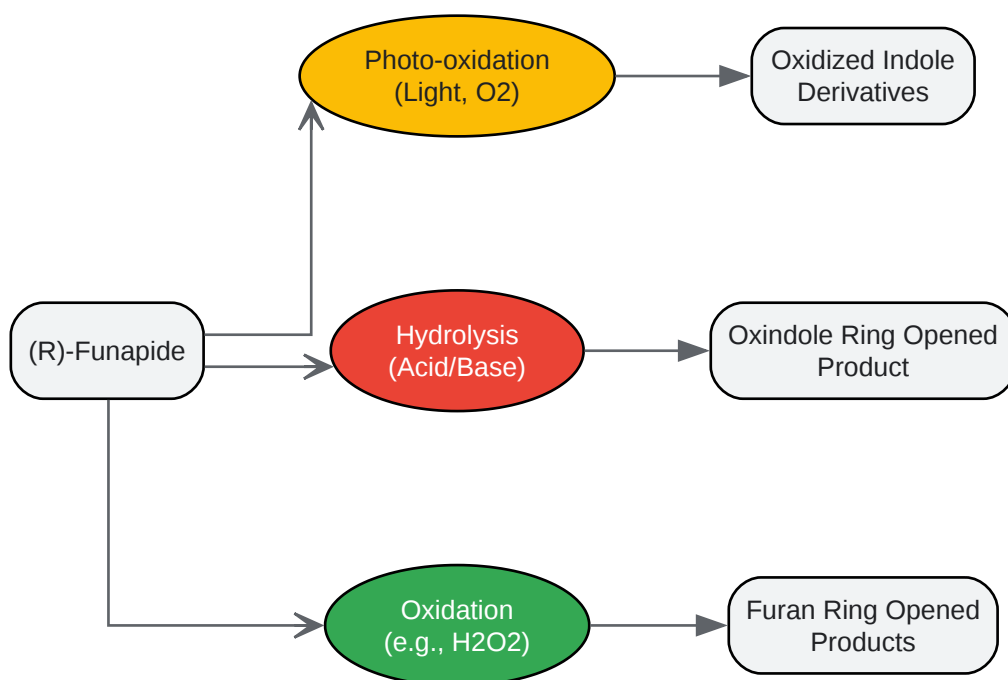 Photo-oxidation
(Light, O2)
Oxidized Indole
Derivatives
(R)-Funapide
Hydrolysis
(Acid/Base)
Oxindole Ring Opened
Product
Oxidation
(e.g., H2O2)
Furan Ring Opened
Products